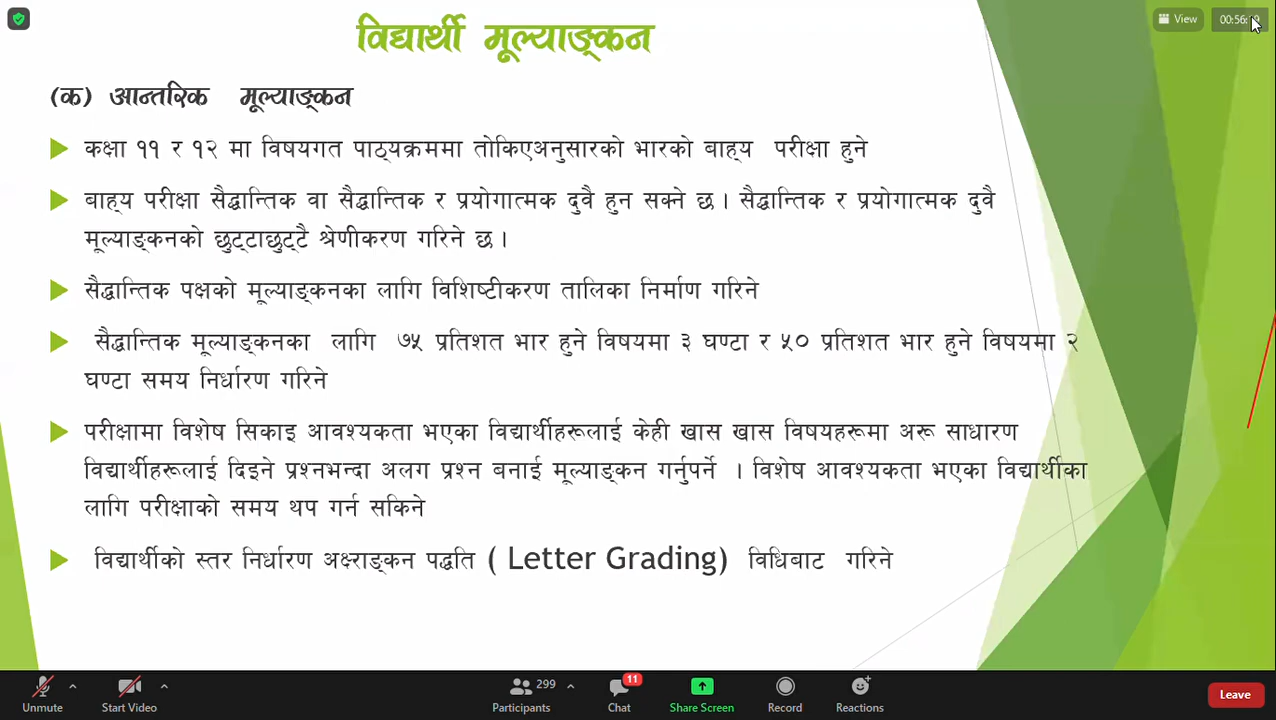 विद्यार्थी मूल्याङ्कन
View
00:56:
(क) आन्तरिक मूल्याङ्कन
कक्षा ११ र १२ मा विषयगत पाठ्यक्रममा तोकिएअनुसारको भारको बाह्य परीक्षा हुने
बाह्य परीक्षा सैद्धान्तिक वा सैद्धान्तिक र प्रयोगात्मक दुवै हुन सक्ने छ । सैद्धान्तिक र प्रयोगात्मक दुवै
मूल्याङ्कनको छुट्टाछुट्टै श्रेणीकरण गरिने छ ।
सैद्धान्तिक पक्षको मूल्याङ्कनका लागि विशिष्टीकरण तालिका निर्माण गरिने
सैद्धान्तिक मूल्याङ्कनका लागि ७५ प्रतिशत भार हुने विषयमा ३ घण्टा र ५० प्रतिशत भार हुने विषयमा २
घण्टा समय निर्धारण गरिने
परीक्षामा विशेष सिकाइ आवश्यकता भएका विद्यार्थीहरूलाई केही खास खास विषयहरूमा अरू साधारण
विद्यार्थीहरूलाई दिइने प्रश्नभन्दा अलग प्रश्न बनाई मूल्याङ्कन गर्नुपर्ने । विशेष आवश्यकता भएका विद्यार्थीका
लागि परीक्षाको समय थप गर्न सकिने
विद्यार्थीको स्तर निर्धारण अक्षराङ्कन पद्धति ( Letter Grading) विधिबाट गरिने
299
11
Unmute
Start Video
Participants
Chat
Share Screen
Record
Reactions
Leave